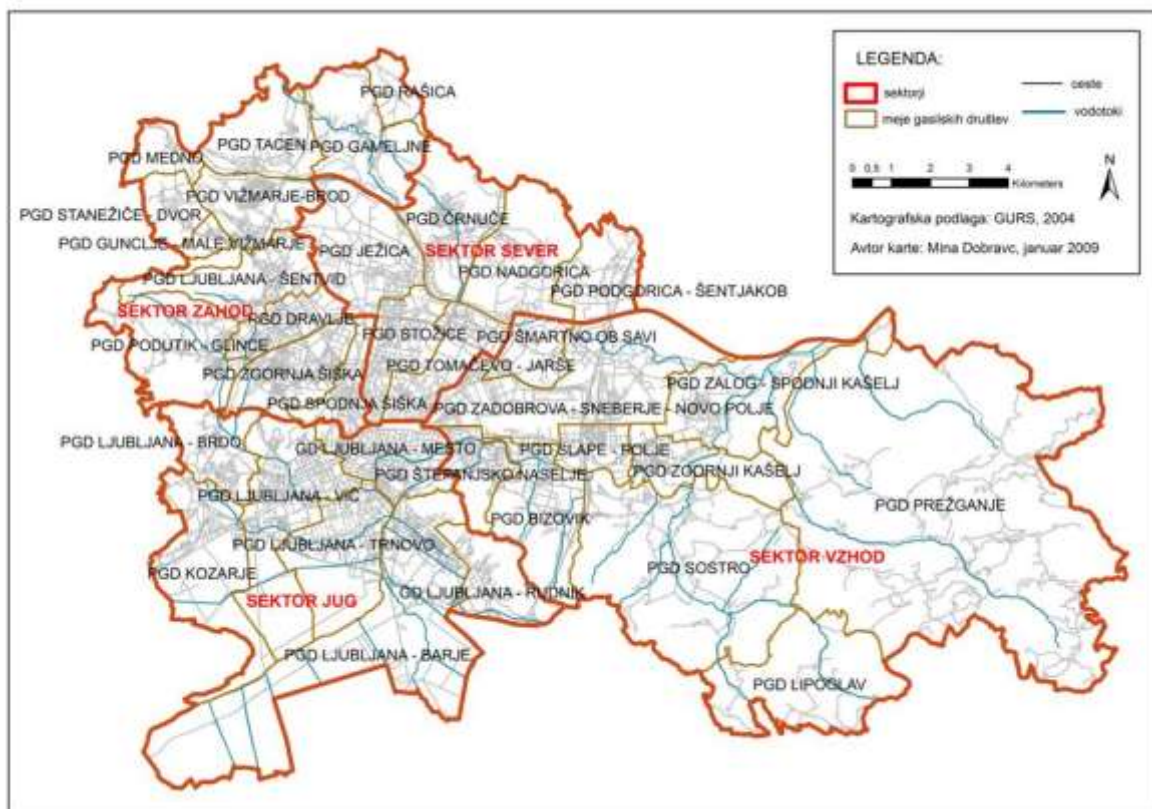 LEGENDA:
sektorji
meje gasilskih društev
ceste
vodotoki
0 0,5 1 2 3 4
Kilometers
N
Kartografska podlaga: GURS, 2004
Avtor karte: Mina Dobravc, januar 2009
PGD RAŠICA
PGD TACEN
PGD GAMELJNE
PGD MEDNO
PGD VIŽMARJE-BROD
PGD STANEŽIČE - DVOR
PGD ČRNUČE
PGD GUNCLJE - MALE VIŽMARJE
PGD JEŽICA
SEKTOR SEVER
PGD NADGORICA
PGD LJUBLJANA - ŠENTVID
PGD PODGORICA - ŠENTJAKOB
SEKTOR ZAHOD
PGD DRAVLJE
PGD STOŽICE
PGD ŠMARTNO OB SAVI
PGD PODUTIK - GLINCE
PGD TOMAČEVO - JARŠE
PGD ZGORNJA ŠIŠKA
PGD ZALOG - SPODNJI KAŠELJ
PGD SPODNJA ŠIŠKA
PGD ZADOBROVA - SNEBERJE - NOVO POLJE
PGD LJUBLJANA - BRDO
GD LJUBLJANA - MESTO
PGD SLAPE - POLJE
PGD ŠTEPANJSKO NASELJE
PGD ZGORNJI KAŠELJ
PGD LJUBLJANA - VIČ
PGD BIZOVIK
PGD PREŽGANJE
PGD LJUBLJANA - TRNOVO
SEKTOR VZHOD
PGD KOZARJE
PGD SOSTRO
GD LJUBLJANA - RUDNIK
SEKTOR JUG
PGD LJUBLJANA - BARJE
PGD LIPOGLAV